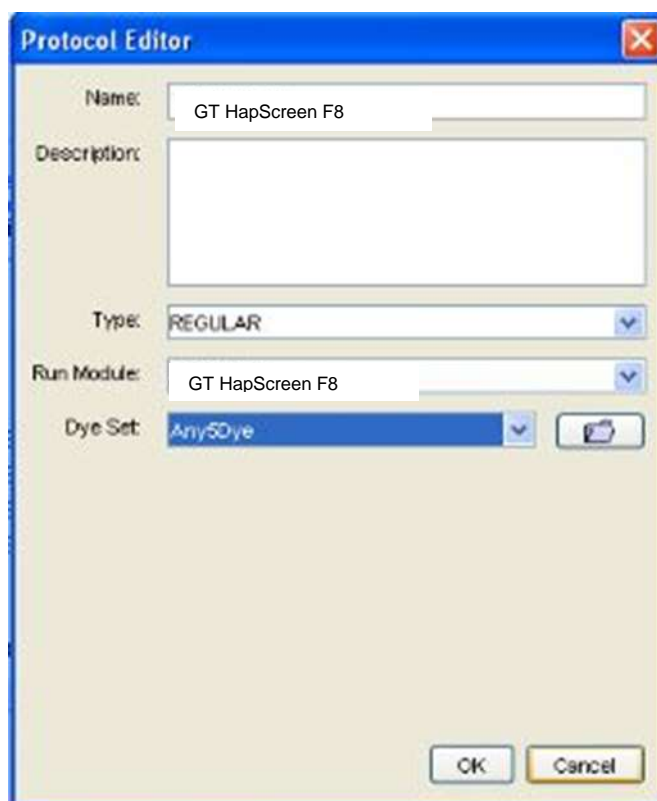 Protocol Editor
Name: GT HapScreen F8
Description:
Type: REGULAR
Run Module: GT HapScreen F8
Dye Set: Any5Dye
OK Cancel